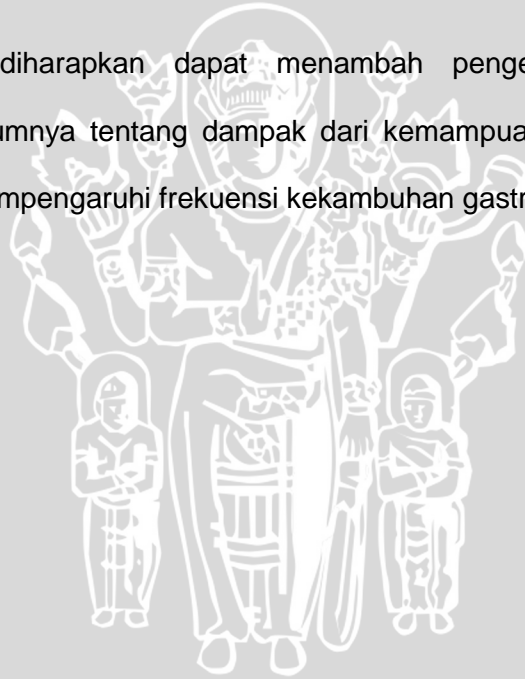 diharapkan dapat menambah penge
umnya tentang dampak dari kemampua
mpengaruhi frekuensi kekambuhan gastr